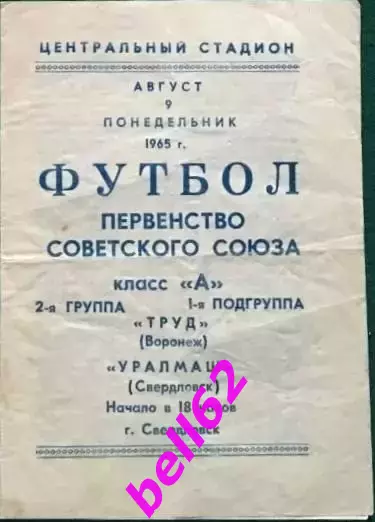 ЦЕНТРАЛЬНЫЙ СТАДИОН
АВГУСТ
9
ПОНЕДЕЛЬНИК
1965 г.
ФУТБОЛ
ПЕРВЕНСТВО
СОВЕТСКОГО СОЮЗА
КЛАСС «А»
2-я ГРУППА 1-я ПОДГРУППА
«ТРУД»
(Воронеж)
«УРАЛМАШ»
(Свердловск)
Начало в 18 часов
г. Свердловск
bell62